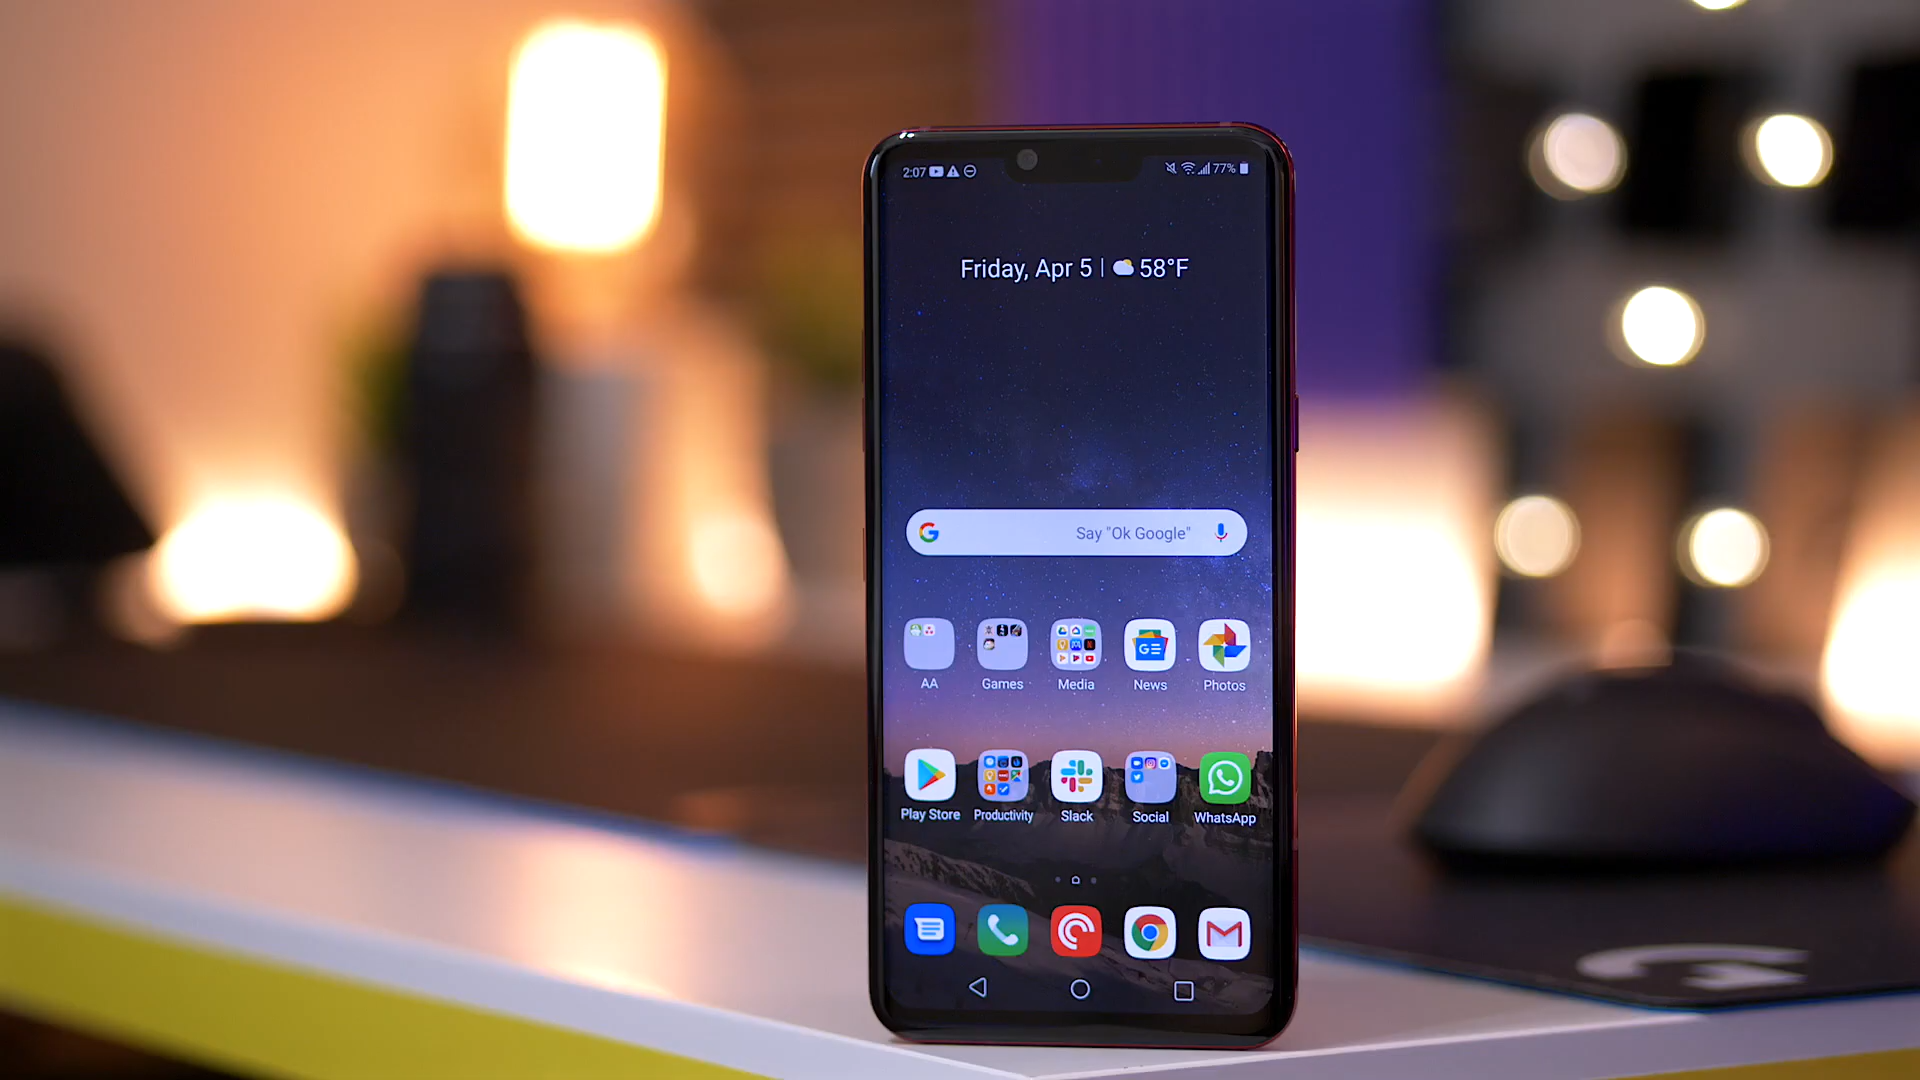 2:07
77%
Friday, Apr 5 | 58°F
Say "Ok Google"
AA
Games
Media
News
Photos
Play Store
Productivity
Slack
Social
WhatsApp